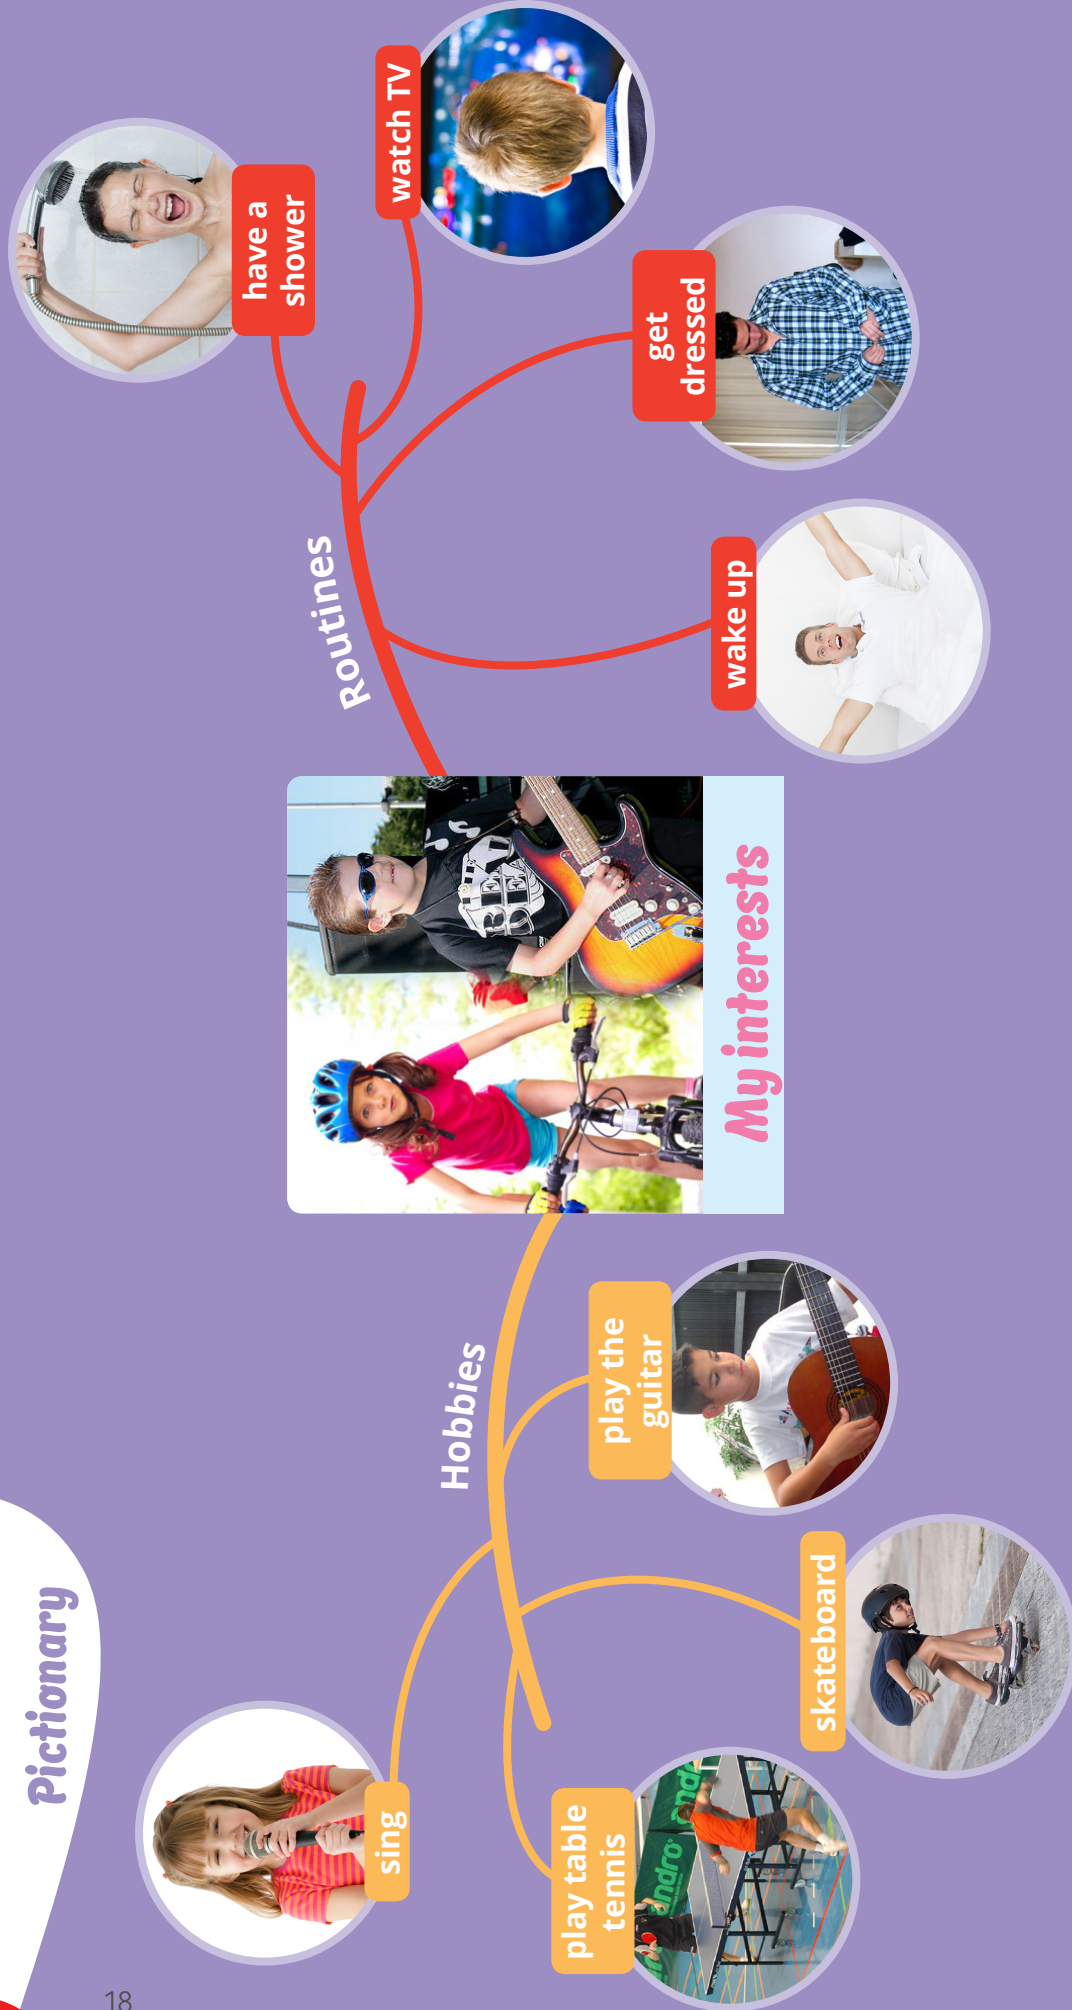 Pictionary
Hobbies
sing
play table
tennis
skateboard
play the
guitar
My interests
Routines
wake up
get
dressed
watch TV
have a
shower
18